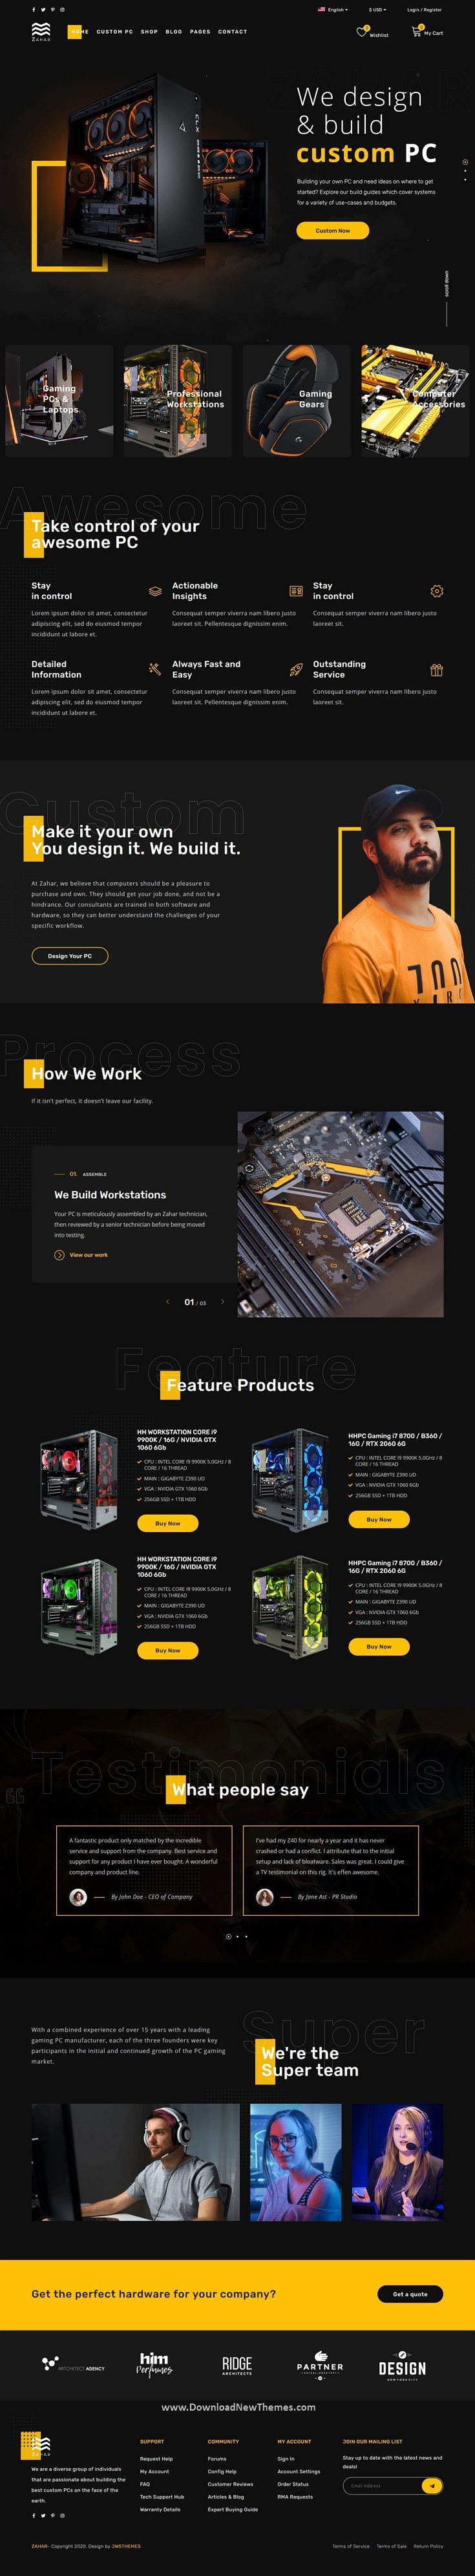 English
$ USD
Login / Register
ZAHAR
HOME CUSTOM PC SHOP BLOG PAGES CONTACT
0
Wishlist
0
My Cart
We design
& build
custom PC
Building your own PC and need ideas on where to get
started? Explore our build guides which cover systems
for a variety of use-cases and budgets.
Custom Now
scroll down
Gaming
PCs &
Laptops
Professional
Workstations
Gaming
Gears
Computer
Accessories
Awesome
Take control of your
awesome PC
Stay
in control
Lorem ipsum dolor sit amet, consectetur
adipiscing elit, sed do eiusmod tempor
incididunt ut labore et.
Actionable
Insights
Consequat semper viverra nam libero justo
laoreet sit. Pellentesque dignissim enim.
Stay
in control
Consequat semper viverra nam libero justo
laoreet sit.
Detailed
Information
Lorem ipsum dolor sit amet, consectetur
adipiscing elit, sed do eiusmod tempor
incididunt ut labore et.
Always Fast and
Easy
Consequat semper viverra nam libero justo
laoreet sit. Pellentesque dignissim enim.
Outstanding
Service
Consequat semper viverra nam libero justo
laoreet sit.
Custom
Make it your own
You design it. We build it.
At Zahar, we believe that computers should be a pleasure to
purchase and own. They should get your job done, and not be a
hindrance. Our consultants are trained in both software and
hardware, so they can better understand the challenges of your
specific workflow.
Design Your PC
Process
How We Work
If it isn't perfect, it doesn't leave our facility.
01. ASSEMBLE
We Build Workstations
Your PC is meticulously assembled by an Zahar technician,
then reviewed by a senior technician before being moved
into testing.
View our work
01 / 03
Feature
Feature Products
HH WORKSTATION CORE i9
9900K / 16G / NVIDIA GTX
1060 6Gb
CPU : INTEL CORE I9 9900K 5.0GHz / 8
CORE / 16 THREAD
MAIN : GIGABYTE Z390 UD
VGA : NVIDIA GTX 1060 6Gb
256GB SSD + 1TB HDD
Buy Now
HHPC Gaming i7 8700 / B360 /
16G / RTX 2060 6G
CPU : INTEL CORE I9 9900K 5.0GHz / 8
CORE / 16 THREAD
MAIN : GIGABYTE Z390 UD
VGA : NVIDIA GTX 1060 6Gb
256GB SSD + 1TB HDD
Buy Now
HH WORKSTATION CORE i9
9900K / 16G / NVIDIA GTX
1060 6Gb
CPU : INTEL CORE I9 9900K 5.0GHz / 8
CORE / 16 THREAD
MAIN : GIGABYTE Z390 UD
VGA : NVIDIA GTX 1060 6Gb
256GB SSD + 1TB HDD
Buy Now
HHPC Gaming i7 8700 / B360 /
16G / RTX 2060 6G
CPU : INTEL CORE I9 9900K 5.0GHz / 8
CORE / 16 THREAD
MAIN : GIGABYTE Z390 UD
VGA : NVIDIA GTX 1060 6Gb
256GB SSD + 1TB HDD
Buy Now
Testimonials
What people say
A fantastic product only matched by the incredible
service and support from the company. Best service and
support for any product I have ever bought. A wonderful
company and product line.
By John Doe - CEO of Company
I've had my Z40 for nearly a year and it has never
crashed or had a conflict. I attribute that to the initial
setup and lack of bloatware. Sales was great. I could give
a TV testimonial on this rig. It's effen awesome.
By Jane Ast - PR Studio
With a combined experience of over 15 years with a leading
gaming PC manufacturer, each of the three founders were key
participants in the initial and continued growth of the PC gaming
market.
Super
We're the
Super team
Get the perfect hardware for your company?
Get a quote
ARTCHITECT AGENCY
him
Perfumes
RIDGE
ARCHITECTS
PARTNER
DESIGN
NEW YORK CITY
www.DownloadNewThemes.com
ZAHAR
We are a diverse group of individuals
that are passionate about building the
best custom PCs on the face of the
earth.
SUPPORT
Request Help
My Account
FAQ
Tech Support Hub
Warranty Details
COMMUNITY
Forums
Config Help
Customer Reviews
Articles & Blog
Expert Buying Guide
MY ACCOUNT
Sign In
Account Settings
Order Status
RMA Requests
JOIN OUR MAILING LIST
Stay up to date with the latest news and
deals!
Email Address
ZAHAR- Copyright 2020. Design by JWSTHEMES
Terms of Service Terms of Sale Return Policy